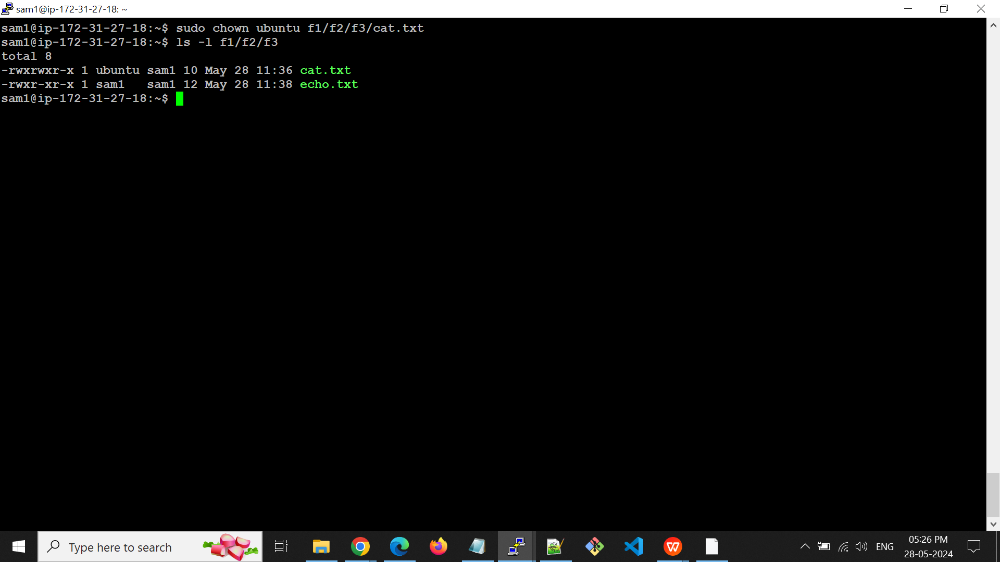 sam1@ip-172-31-27-18: ~
sam1@ip-172-31-27-18:~$ sudo chown ubuntu f1/f2/f3/cat.txt
sam1@ip-172-31-27-18:~$ ls -l f1/f2/f3
total 8
-rwxrwxr-x 1 ubuntu sam1 10 May 28 11:36 cat.txt
-rwxr-xr-x 1 sam1   sam1 12 May 28 11:38 echo.txt
sam1@ip-172-31-27-18:~$
Type here to search
W
ENG
05:26 PM
28-05-2024